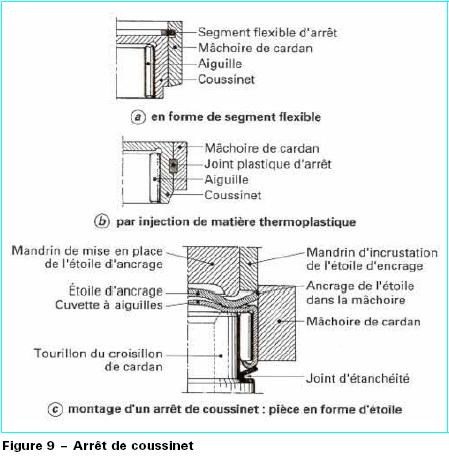 Segment flexible d'arrêt
Mâchoire de cardan
Aiguille
Coussinet
a en forme de segment flexible
Mâchoire de cardan
Joint plastique d'arrêt
Aiguille
Coussinet
b par injection de matière thermoplastique
Mandrin de mise en place
de l'étoile d'ancrage
Étoile d'ancrage
Cuvette à aiguilles
Tourillon du croisillon
de cardan
Mandrin d'incrustation
de l'étoile d'encrage
Ancrage de l'étoile
dans la mâchoire
Mâchoire de cardan
Joint d'étanchéité
c montage d'un arrêt de coussinet : pièce en forme d'étoile
Figure 9 – Arrêt de coussinet